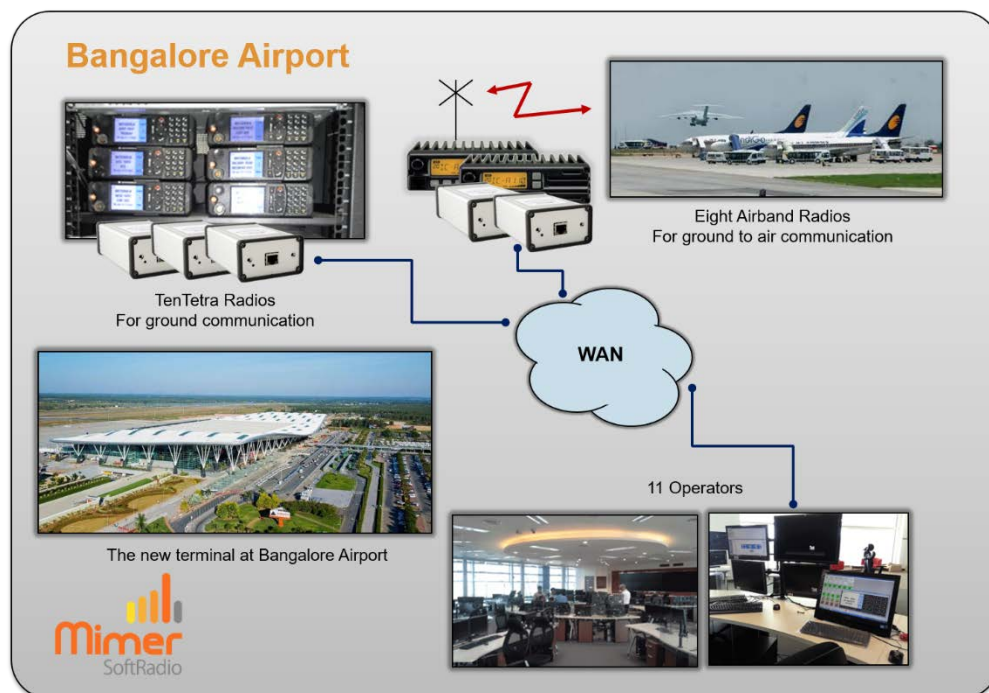 Bangalore Airport
TenTetra Radios
For ground communication
Eight Airband Radios
For ground to air communication
WAN
The new terminal at Bangalore Airport
11 Operators
Mimer
SoftRadio